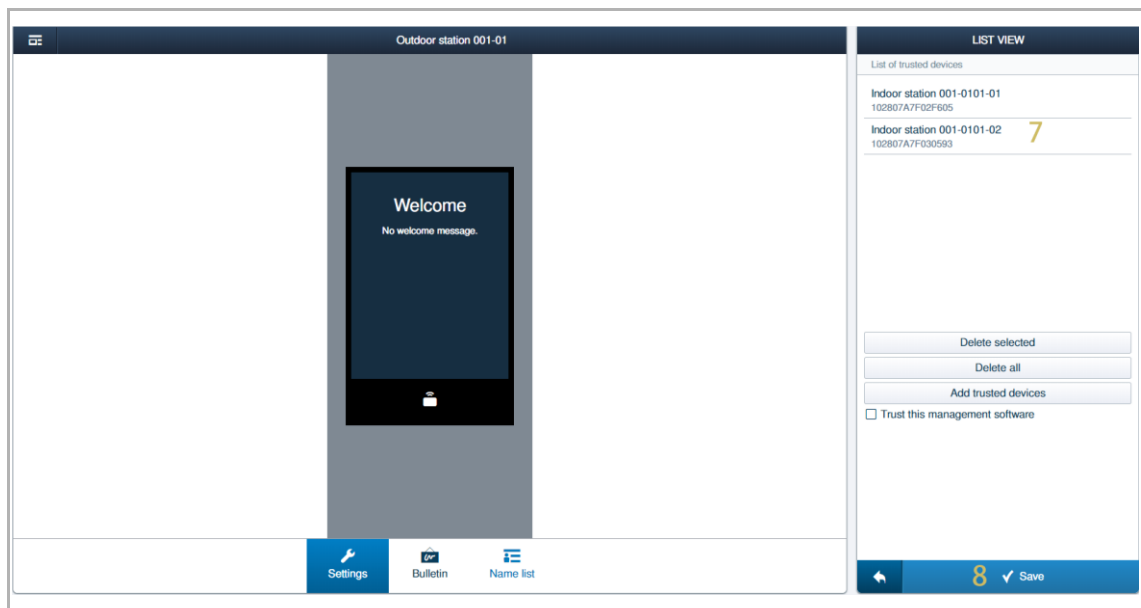 Outdoor station 001-01
Welcome
No welcome message.
Settings
Bulletin
Name list
LIST VIEW
List of trusted devices
Indoor station 001-0101-01
102807A7F02F605
Indoor station 001-0101-02
102807A7F030593
7
Delete selected
Delete all
Add trusted devices
Trust this management software
8
Save